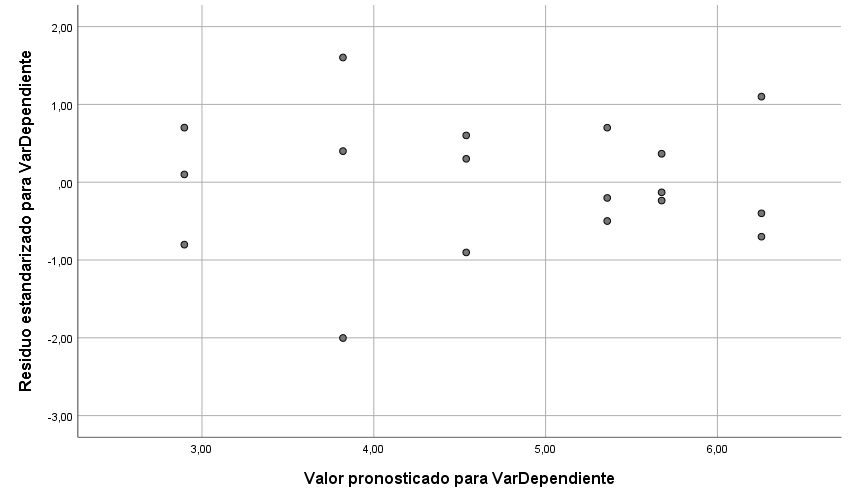 Residuo estandarizado para VarDependiente
2,00
1,00
,00
-1,00
-2,00
-3,00
3,00 4,00 5,00 6,00
Valor pronosticado para VarDependiente